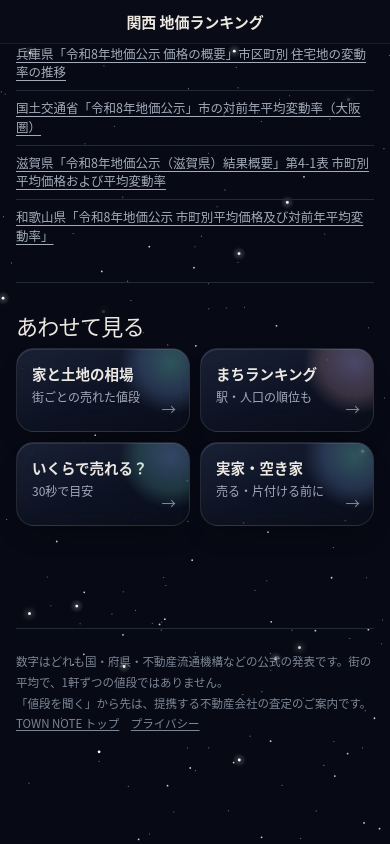 関西 地価ランキング
兵庫県「令和8年地価公示 価格の概要」市区町別 住宅地の変動
率の推移
国土交通省「令和8年地価公示」市の対前年平均変動率（大阪
圏）
滋賀県「令和8年地価公示（滋賀県）結果概要」第4-1表 市町別
平均価格および平均変動率
和歌山県「令和8年地価公示 市町別平均価格及び対前年平均変
動率」
あわせて見る
家と土地の相場
街ごとの売れた値段
→
まちランキング
駅・人口の順位も
→
いくらで売れる？
30秒で目安
→
実家・空き家
売る・片付ける前に
→
数字はどれも国・府県・不動産流通機構などの公式の発表です。街の
平均で、1軒ずつの値段ではありません。
「値段を聞く」から先は、提携する不動産会社の査定のご案内です。
TOWN NOTE トップ プライバシー